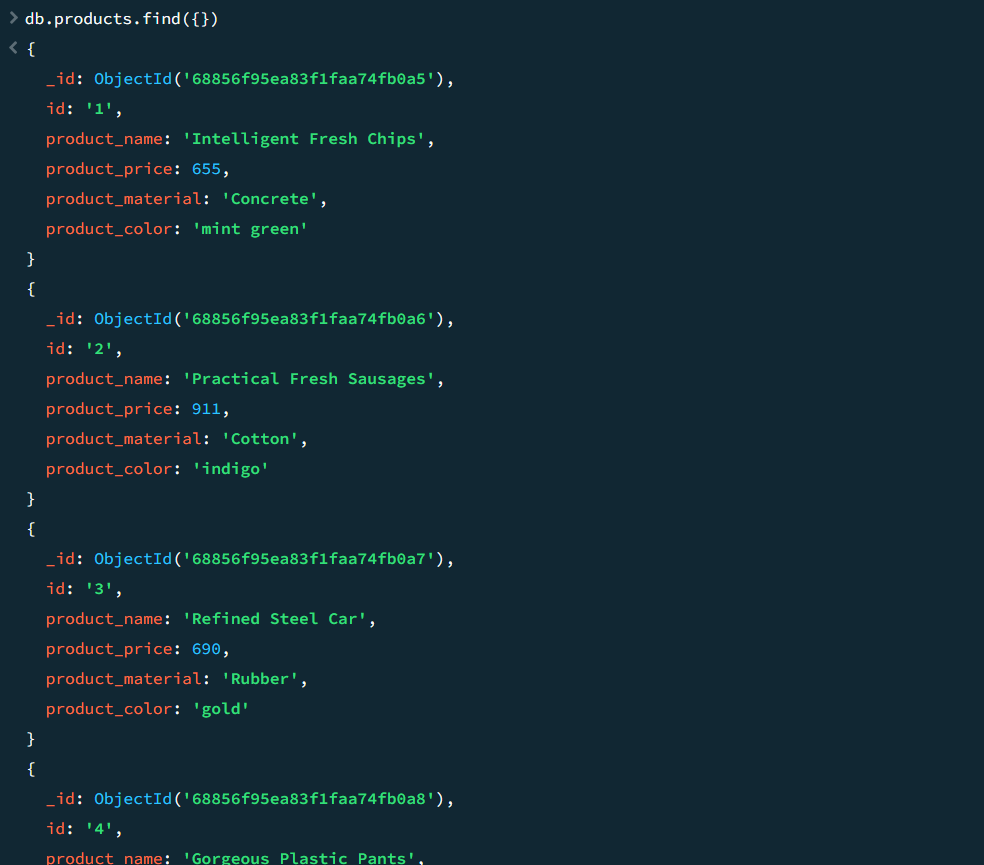 > db.products.find({})
< {
_id: ObjectId('68856f95ea83f1faa74fb0a5'),
id: '1',
product_name: 'Intelligent Fresh Chips',
product_price: 655,
product_material: 'Concrete',
product_color: 'mint green'
}
{
_id: ObjectId('68856f95ea83f1faa74fb0a6'),
id: '2',
product_name: 'Practical Fresh Sausages',
product_price: 911,
product_material: 'Cotton',
product_color: 'indigo'
}
{
_id: ObjectId('68856f95ea83f1faa74fb0a7'),
id: '3',
product_name: 'Refined Steel Car',
product_price: 690,
product_material: 'Rubber',
product_color: 'gold'
}
{
_id: ObjectId('68856f95ea83f1faa74fb0a8'),
id: '4',
product_name: 'Gorgeous Plastic Pants',